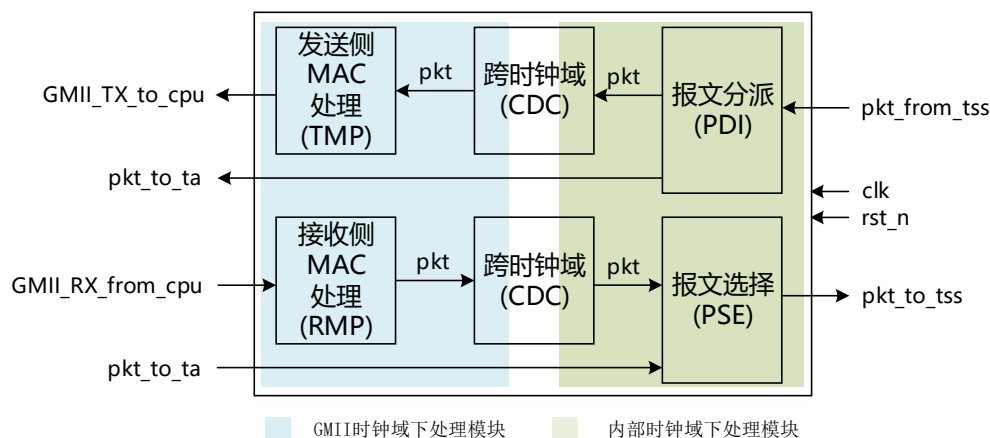 发送侧
MAC
处理
(TMP)
pkt
跨时钟域
(CDC)
pkt
报文分派
(PDI)
GMII_TX_to_cpu
pkt_from_tss
pkt_to_ta
clk
rst_n
接收侧
MAC
处理
(RMP)
pkt
跨时钟域
(CDC)
pkt
报文选择
(PSE)
GMII_RX_from_cpu
pkt_to_tss
pkt_to_ta
GMII时钟域下处理模块
内部时钟域下处理模块